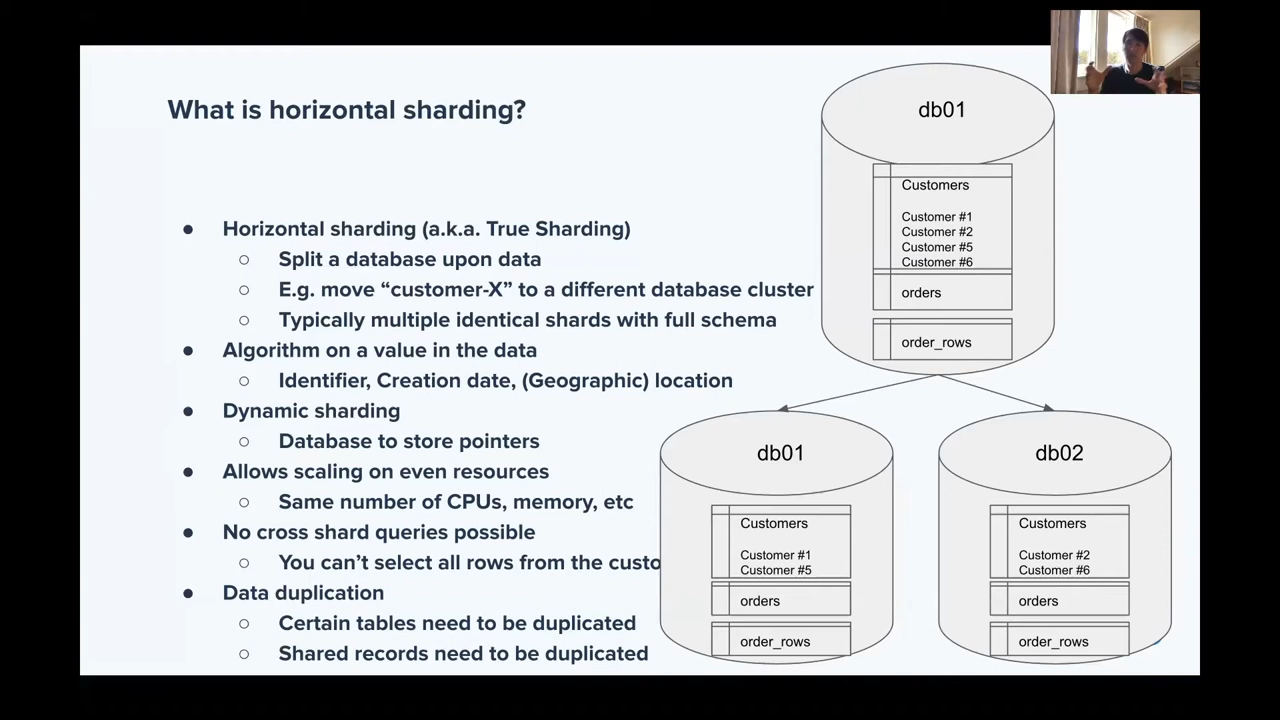 What is horizontal sharding?
● Horizontal sharding (a.k.a. True Sharding)
○ Split a database upon data
○ E.g. move “customer-X” to a different database cluster
○ Typically multiple identical shards with full schema
● Algorithm on a value in the data
○ Identifier, Creation date, (Geographic) location
● Dynamic sharding
○ Database to store pointers
● Allows scaling on even resources
○ Same number of CPUs, memory, etc
● No cross shard queries possible
○ You can’t select all rows from the custo
● Data duplication
○ Certain tables need to be duplicated
○ Shared records need to be duplicated
db01
Customers
Customer #1
Customer #2
Customer #5
Customer #6
orders
order_rows
db01
Customers
Customer #1
Customer #5
orders
order_rows
db02
Customers
Customer #2
Customer #6
orders
order_rows